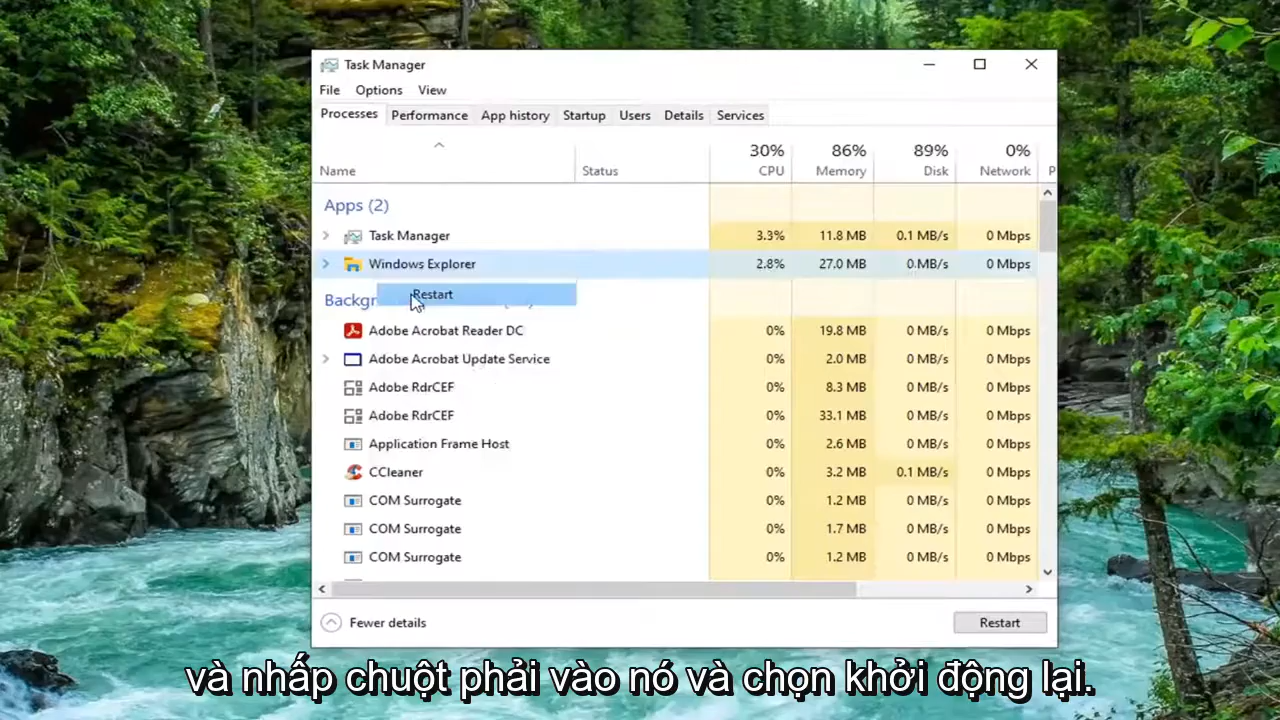 Task Manager
File Options View
Processes Performance App history Startup Users Details Services
30% 86% 89% 0%
Name Status CPU Memory Disk Network P
Apps (2)
Task Manager 3.3% 11.8 MB 0.1 MB/s 0 Mbps
Windows Explorer 2.8% 27.0 MB 0 MB/s 0 Mbps
Restart
Backgr
Adobe Acrobat Reader DC 0% 19.8 MB 0 MB/s 0 Mbps
Adobe Acrobat Update Service 0% 2.0 MB 0 MB/s 0 Mbps
Adobe RdrCEF 0% 8.3 MB 0 MB/s 0 Mbps
Adobe RdrCEF 0% 33.1 MB 0 MB/s 0 Mbps
Application Frame Host 0% 2.6 MB 0 MB/s 0 Mbps
CCleaner 0% 3.2 MB 0.1 MB/s 0 Mbps
COM Surrogate 0% 1.2 MB 0 MB/s 0 Mbps
COM Surrogate 0% 1.7 MB 0 MB/s 0 Mbps
COM Surrogate 0% 1.2 MB 0 MB/s 0 Mbps
Fewer details Restart
và nhấp chuột phải vào nó và chọn khởi động lại.